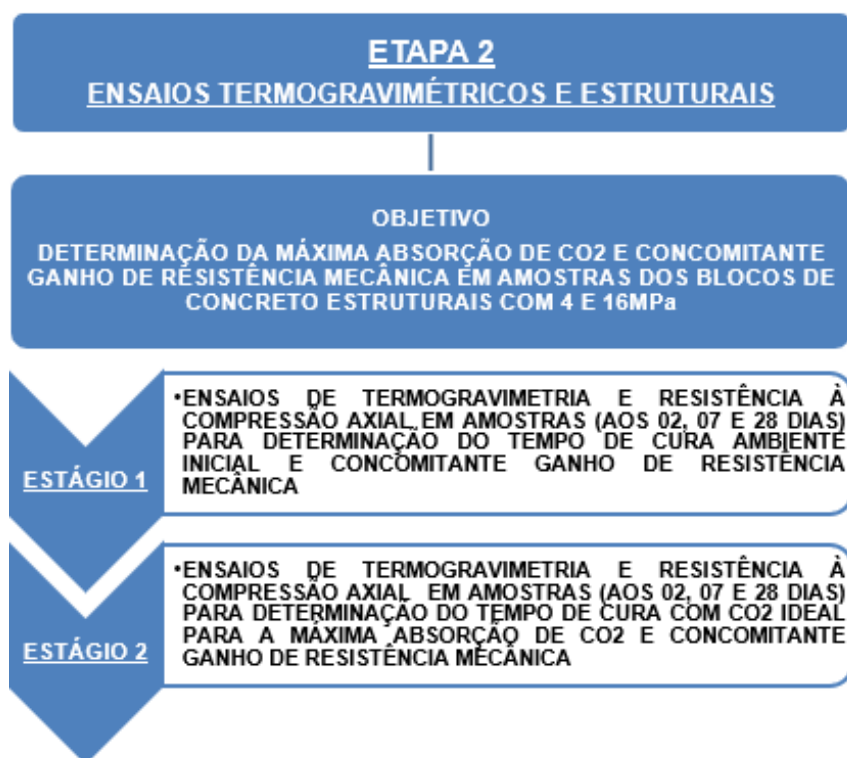 ETAPA 2
ENSAIOS TERMOGRAVIMÉTRICOS E ESTRUTURAIS
OBJETIVO
DETERMINAÇÃO DA MÁXIMA ABSORÇÃO DE CO2 E CONCOMITANTE
GANHO DE RESISTÊNCIA MECÂNICA EM AMOSTRAS DOS BLOCOS DE
CONCRETO ESTRUTURAIS COM 4 E 16MPa
ESTÁGIO 1
•ENSAIOS DE TERMOGRAVIMETRIA E RESISTÊNCIA À
COMPRESSÃO AXIAL EM AMOSTRAS (AOS 02, 07 E 28 DIAS)
PARA DETERMINAÇÃO DO TEMPO DE CURA AMBIENTE
INICIAL E CONCOMITANTE GANHO DE RESISTÊNCIA
MECÂNICA
ESTÁGIO 2
•ENSAIOS DE TERMOGRAVIMETRIA E RESISTÊNCIA À
COMPRESSÃO AXIAL EM AMOSTRAS (AOS 02, 07 E 28 DIAS)
PARA DETERMINAÇÃO DO TEMPO DE CURA COM CO2 IDEAL
PARA A MÁXIMA ABSORÇÃO DE CO2 E CONCOMITANTE
GANHO DE RESISTÊNCIA MECÂNICA